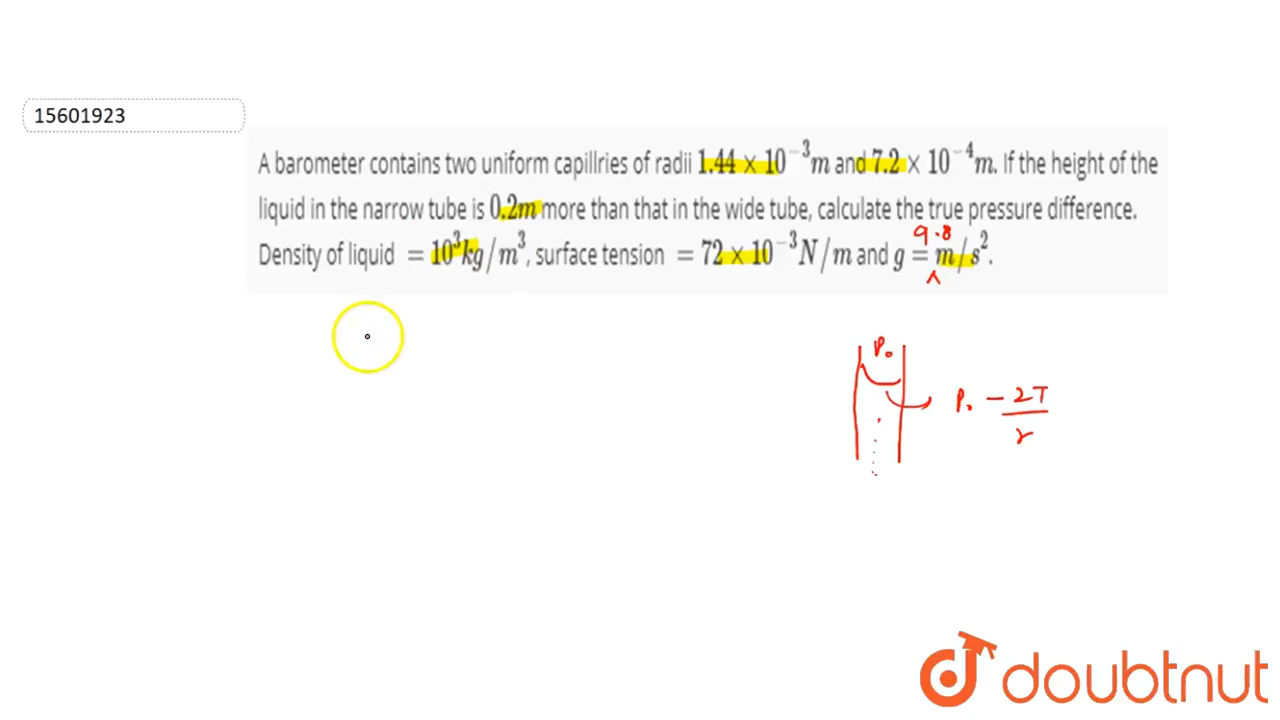 15601923
A barometer contains two uniform capillries of radii 1.44 × 10⁻³m and 7.2 × 10⁻⁴m. If the height of the
liquid in the narrow tube is 0.2m more than that in the wide tube, calculate the true pressure difference.
9.8
Density of liquid = 10³kg/m³, surface tension = 72 × 10⁻³N/m and g = m/s².
P₀
P₀ - 2T/r
doubtnut